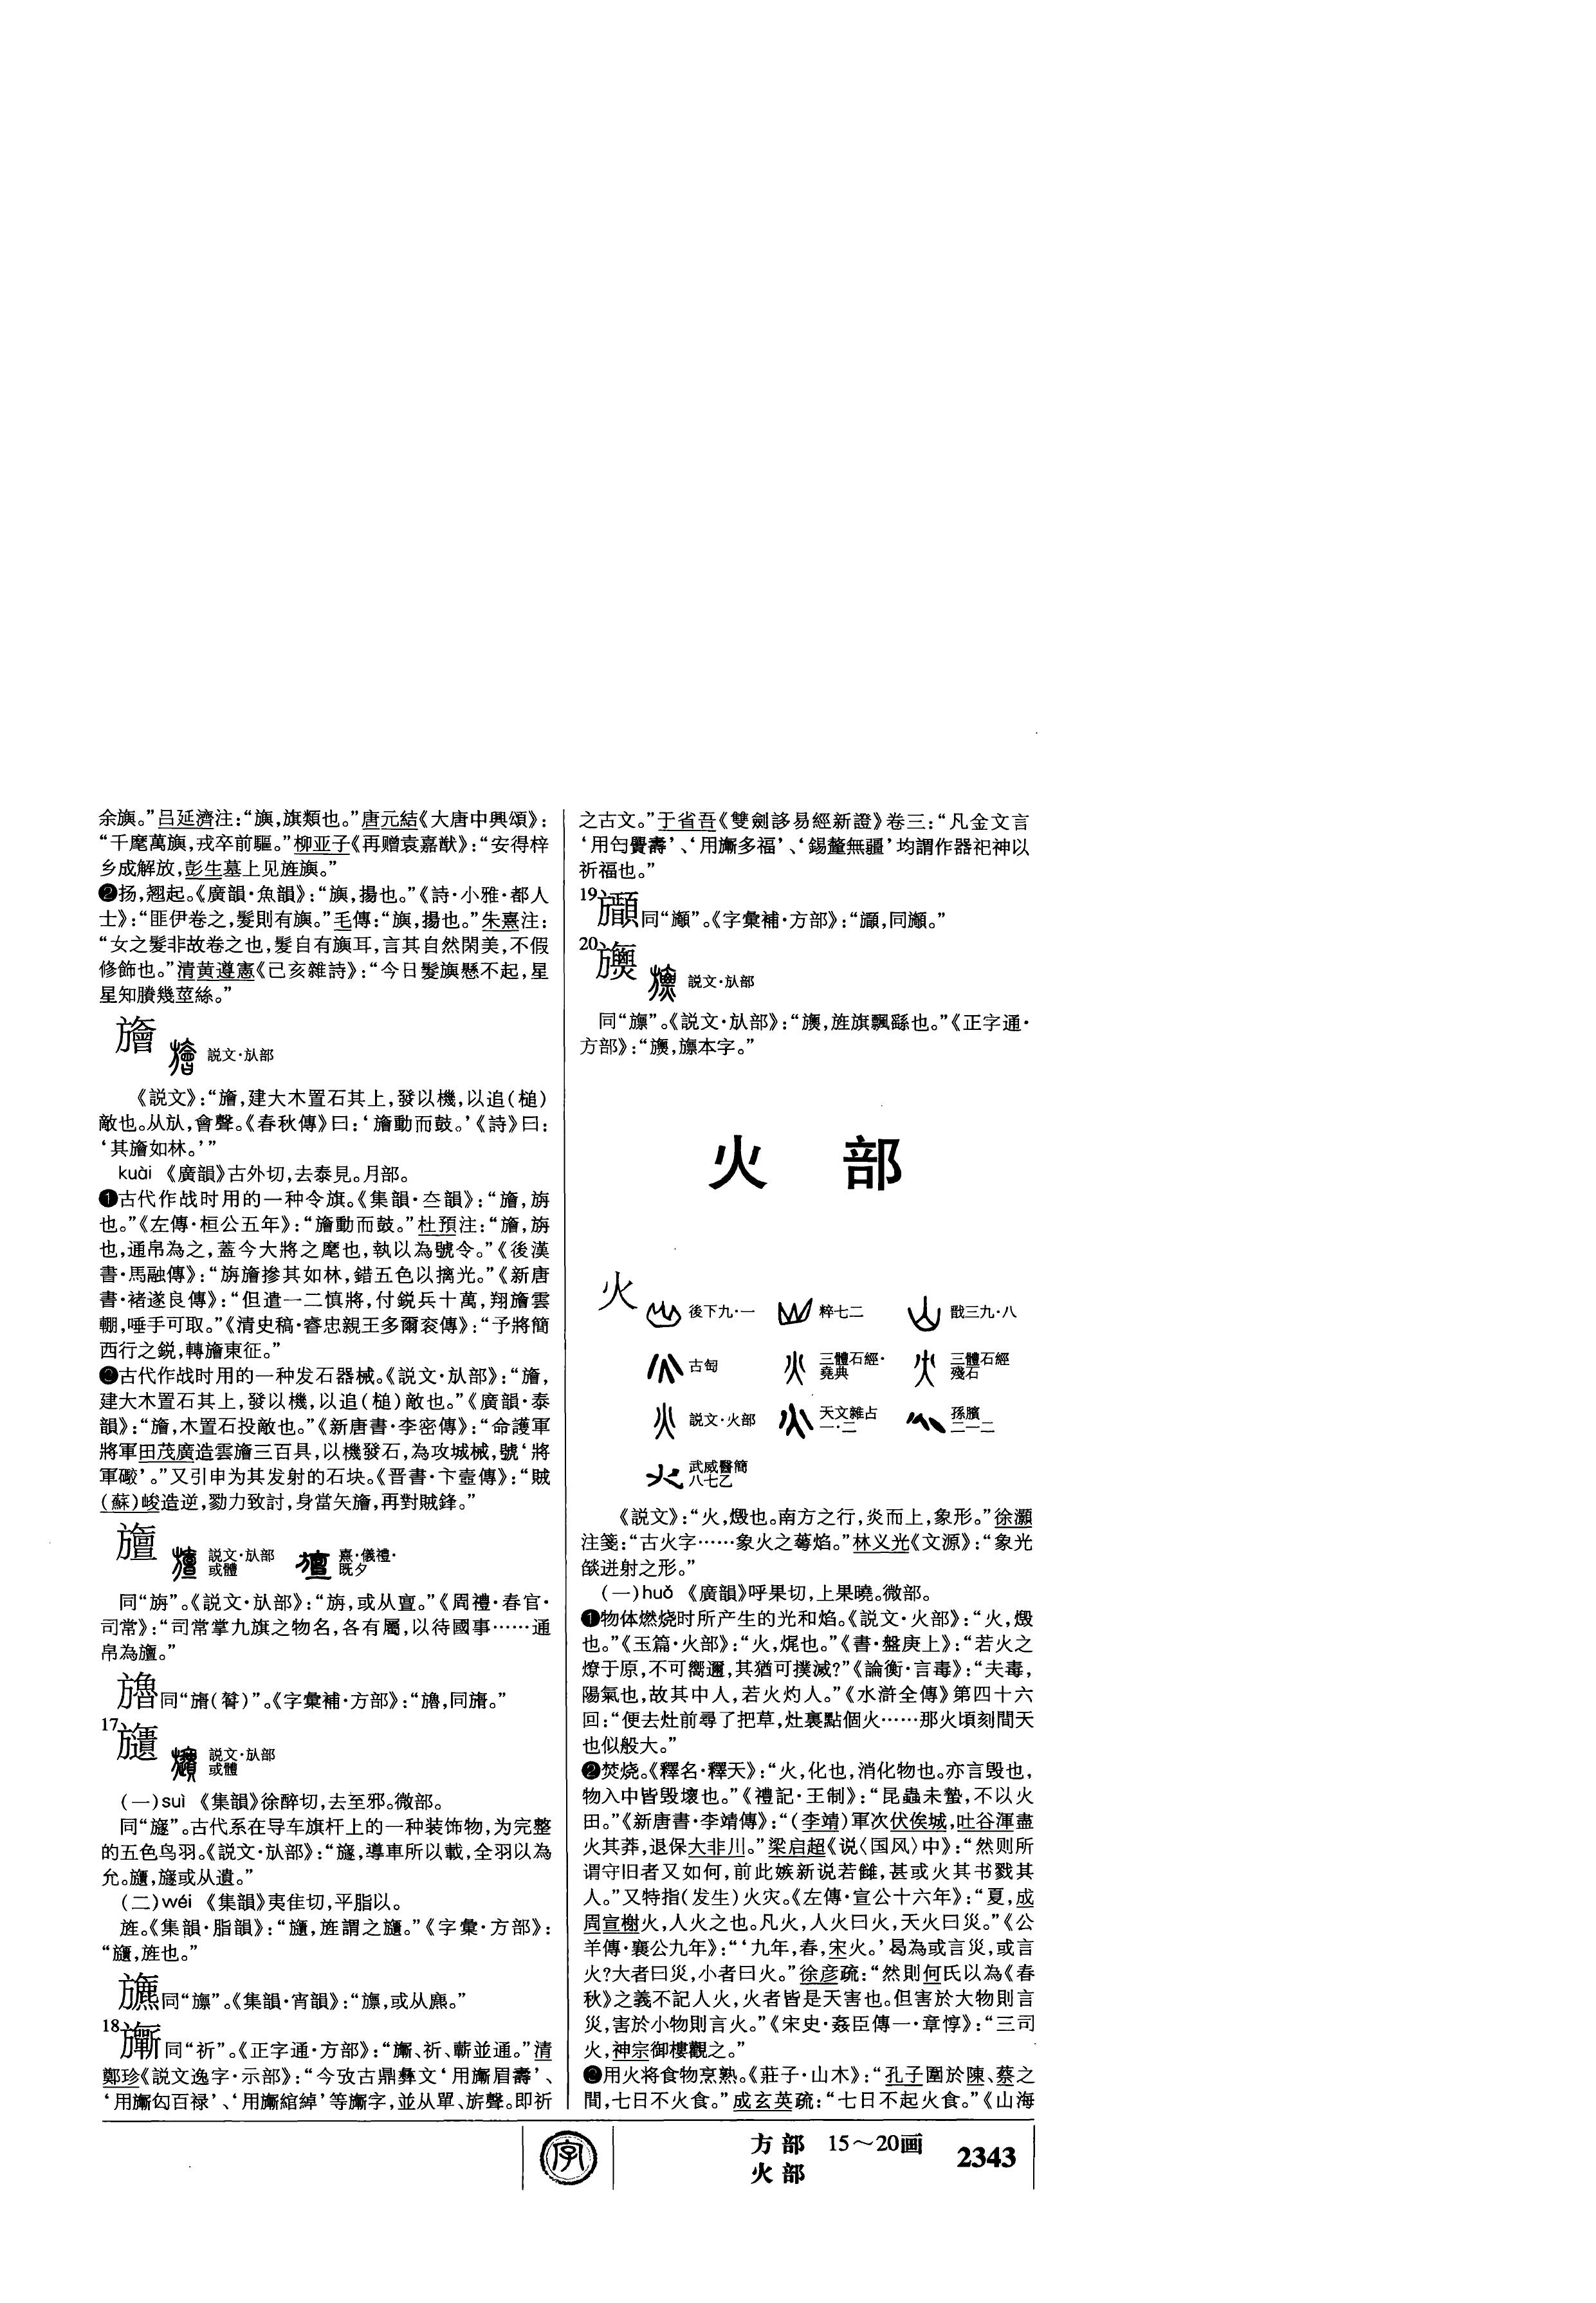 余旟。”吕延濟注：“旟，旗類也。”唐元結《大唐中興頌》：
“千麾萬旟，戎卒前驅。”柳亚子《再赠袁嘉猷》：“安得梓
乡成解放，彭生墓上见旌旟。”
❷扬，翘起。《廣韻·魚韻》：“旟，揚也。”《詩·小雅·都人
士》：“匪伊卷之，髮則有旟。”毛傳：“旟，揚也。”朱熹注：
“女之髮非故卷之也，髮自有旟耳，言其自然閑美，不假
修飾也。”清黄遵憲《己亥雜詩》：“今日髮旟懸不起，星
星知賸幾莖絲。”
旝 説文·㫃部
《説文》：“旝，建大木置石其上，發以機，以追（槌）
敵也。从㫃，會聲。《春秋傳》曰：‘旝動而鼓。’《詩》曰：
‘其旝如林。’”
kuài 《廣韻》古外切，去泰見。月部。
❶古代作战时用的一种令旗。《集韻·夳韻》：“旝，旃
也。”《左傳·桓公五年》：“旝動而鼓。”杜預注：“旝，旃
也，通帛為之，蓋今大將之麾也，執以為號令。”《後漢
書·馬融傳》：“旃旝摻其如林，錯五色以摛光。”《新唐
書·褚遂良傳》：“但遣一二慎將，付鋭兵十萬，翔旝雲
輣，唾手可取。”《清史稿·睿忠親王多爾衮傳》：“予將簡
西行之鋭，轉旝東征。”
❷古代作战时用的一种发石器械。《説文·㫃部》：“旝，
建大木置石其上，發以機，以追（槌）敵也。”《廣韻·泰
韻》：“旝，木置石投敵也。”《新唐書·李密傳》：“命護軍
將軍田茂廣造雲旝三百具，以機發石，為攻城械，號‘將
軍礮’。”又引申为其发射的石块。《晋書·卞壼傳》：“賊
（蘇）峻造逆，勠力致討，身當矢旝，再對賊鋒。”
旜 説文·㫃部 或體 熹·儀禮·既夕
同“旃”。《説文·㫃部》：“旃，或从亶。”《周禮·春官·
司常》：“司常掌九旗之物名，各有屬，以待國事……通
帛為旜。”
同“旓（㫺）”。《字彙補·方部》：
17
旞 説文·㫃部 或體
（一）suì 《集韻》徐醉切，去至邪。微部。
同“旞”。古代系在导车旗杆上的一种装饰物，为完整
的五色鸟羽。《説文·㫃部》：“旞，導車所以載，全羽以為
允。𣄧，旞或从遺。”
（二）wéi 《集韻》夷隹切，平脂以。
旌。《集韻·脂韻》：“𣄧，旌謂之𣄧。”《字彙·方部》：
“𣄧，旌也。”
同“旚”。《集韻·宵韻》：“旚，或从麃。”
18
旂 同“祈”。《正字通·方部》：“𣄨、祈、蘄並通。”清
鄭珍《説文逸字·示部》：“今攷古鼎彝文‘用𣄨眉壽’、
‘用𣄨匃百禄’、‘用𣄨綰綽’等𣄨字，並从單、旂聲。即祈
之古文。”于省吾《雙劍誃易經新證》卷三：“凡金文言
‘用匄釁壽’、‘用𣄨多福’、‘錫釐無疆’均謂作器祀神以
祈福也。”
19
《字彙補·方部》：
20
説文·㫃部
同“旚”。《説文·㫃部》：“旚，旌旗飄繇也。”《正字通·
方部》：“旚本字。”
火 部
火 後下九·一 粹七二 戩三九·八
古匋 三體石經·堯典 三體石經 殘石
説文·火部 天文雜占 一·二 孫臏 二一二
武威醫簡 八七乙
《説文》：“火，燬也。南方之行，炎而上，象形。”徐灝
注箋：“古火字……象火之蕚焰。”林义光《文源》：“象光
燄迸射之形。”
（一）huǒ 《廣韻》呼果切，上果曉。微部。
❶物体燃烧时所产生的光和焰。《説文·火部》：“火，燬
也。”《玉篇·火部》：“火，焜也。”《書·盤庚上》：“若火之
燎于原，不可嚮邇，其猶可撲滅？”《論衡·言毒》：“夫毒，
陽氣也，故其中人，若火灼人。”《水滸全傳》第四十六
回：“便去灶前尋了把草，灶裏點個火……那火頃刻間天
也似般大。”
❷焚烧。《釋名·釋天》：“火，化也，消化物也。亦言毁也，
物入中皆毁壞也。”《禮記·王制》：“昆蟲未蟄，不以火
田。”《新唐書·李靖傳》：“（李靖）軍次伏俟城，吐谷渾盡
火其莽，退保大非川。”梁启超《说〈国风〉中》：“然则所
谓守旧者又如何，前此嫉新说若雠，甚或火其书戮其
人。”又特指（发生）火灾。《左傳·宣公十六年》：“夏，成
周宣榭火，人火之也。凡火，人火曰火，天火曰災。”《公
羊傳·襄公九年》：“‘九年，春，宋火。’曷為或言災，或言
火？大者曰災，小者曰火。”徐彦疏：“然則何氏以為《春
秋》之義不記人火，火者皆是天害也。但害於大物則言
災，害於小物則言火。”《宋史·姦臣傳一·章惇》：“三司
火，神宗御樓觀之。”
❸用火将食物烹熟。《莊子·山木》：“孔子圍於陳、蔡之
間，七日不火食。”成玄英疏：“七日不起火食。”《山海
字
方部 15～20画
火部
2343